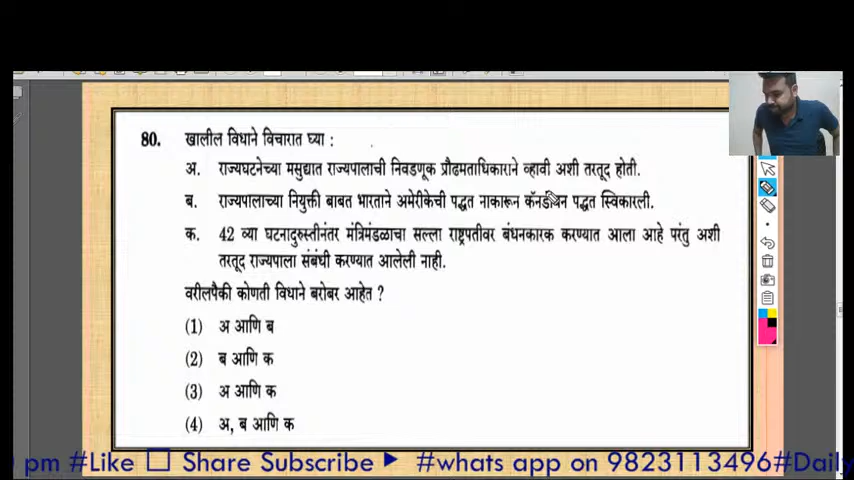 80. खालील विधाने विचारात घ्या :
अ. राज्यघटनेच्या मसुद्यात राज्यपालाची निवडणूक प्रौढमताधिकाराने व्हावी अशी तरतूद होती.
ब. राज्यपालाच्या नियुक्ती बाबत भारताने अमेरीकेची पद्धत नाकारून कॅनडीयन पद्धत स्विकारली.
क. 42 व्या घटनादुरुस्तीनंतर मंत्रिमंडळाचा सल्ला राष्ट्रपतीवर बंधनकारक करण्यात आला आहे परंतु अशी
तरतूद राज्यपाला संबंधी करण्यात आलेली नाही.
वरीलपैकी कोणती विधाने बरोबर आहेत ?
(1) अ आणि ब
(2) ब आणि क
(3) अ आणि क
(4) अ, ब आणि क
pm #Like ☐ Share Subscribe ► #whats app on 9823113496#Daily